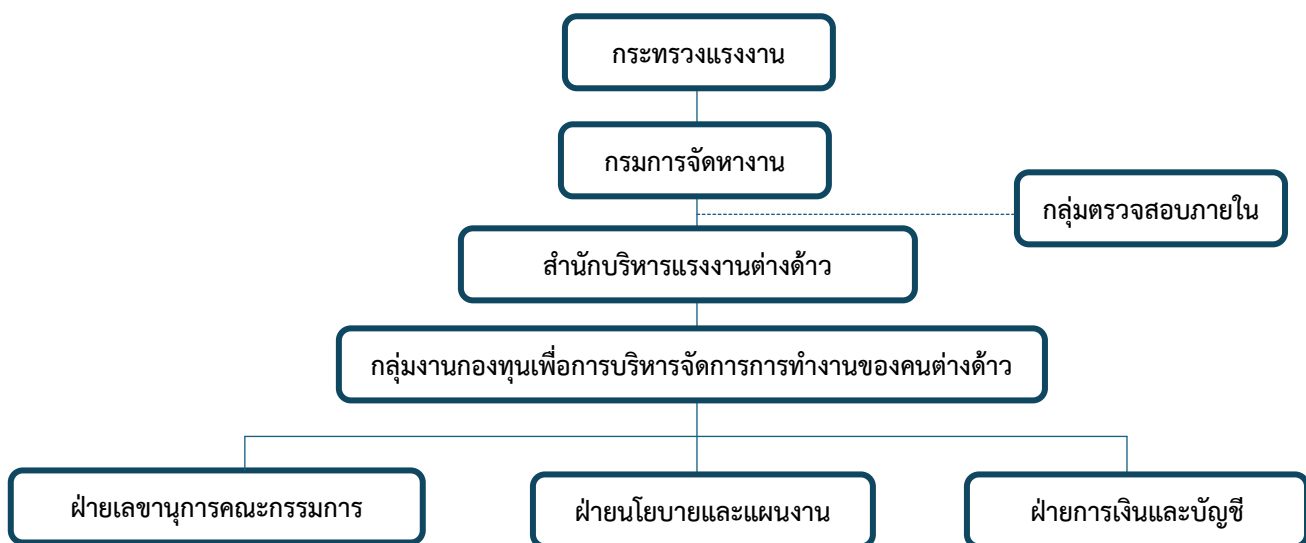 กระทรวงแรงงาน
กรมการจัดหางาน
กลุ่มตรวจสอบภายใน
สำนักบริหารแรงงานต่างด้าว
กลุ่มงานกองทุนเพื่อการบริหารจัดการการทำงานของคนต่างด้าว
ฝ่ายเลขานุการคณะกรรมการ
ฝ่ายนโยบายและแผนงาน
ฝ่ายการเงินและบัญชี